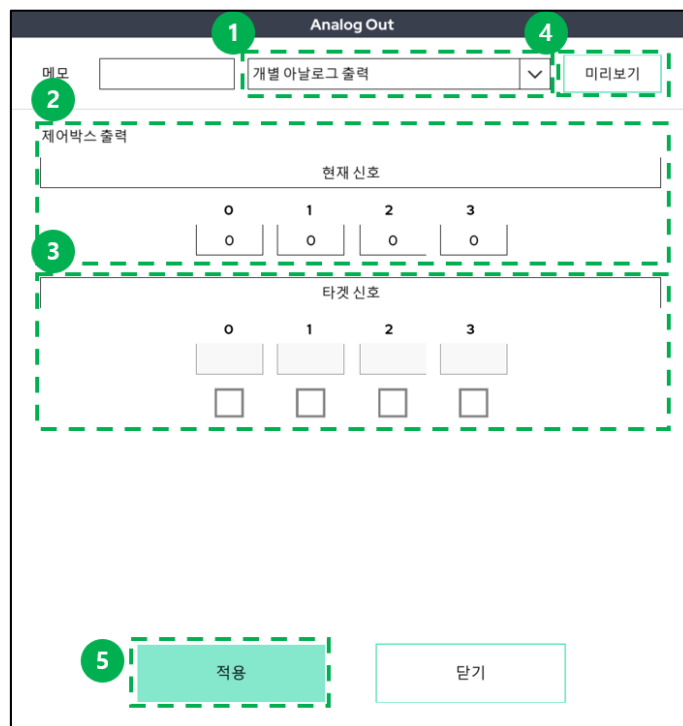 Analog Out
1
4
메모
개별 아날로그 출력
미리보기
2
제어박스 출력
현재 신호
0 1 2 3
0 0 0 0
3
타겟 신호
0 1 2 3
5
적용
닫기